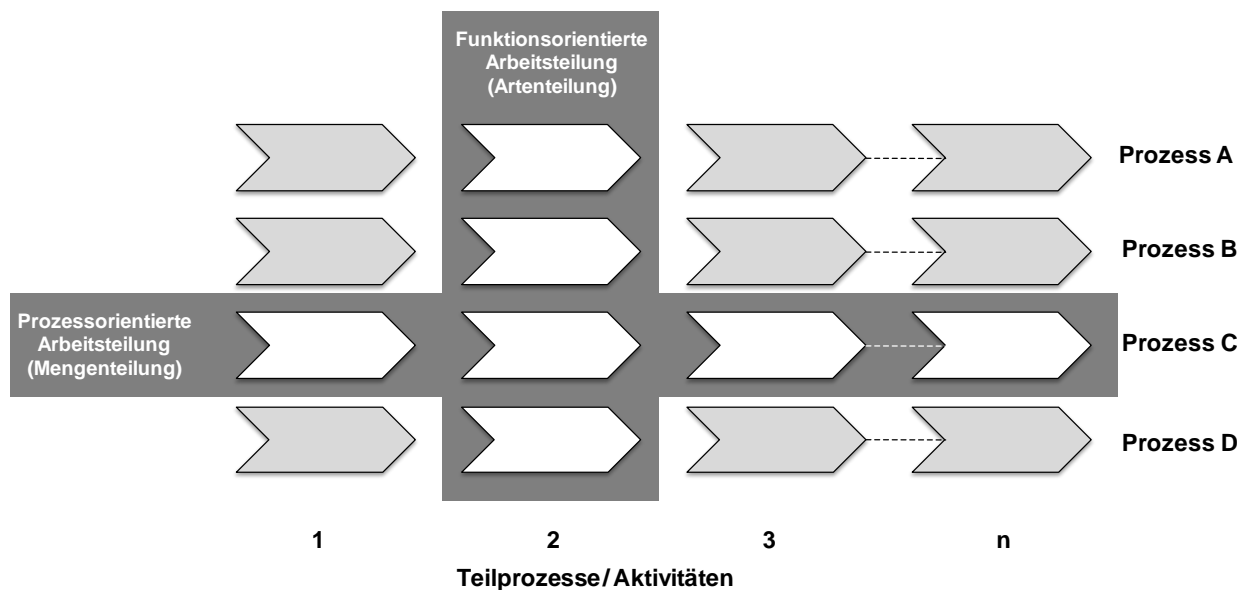 Funktionsorientierte
Arbeitsteilung
(Artenteilung)
Prozess A
Prozess B
Prozessorientierte
Arbeitsteilung
(Mengenteilung)
Prozess C
Prozess D
1 2 3 n
Teilprozesse/Aktivitäten